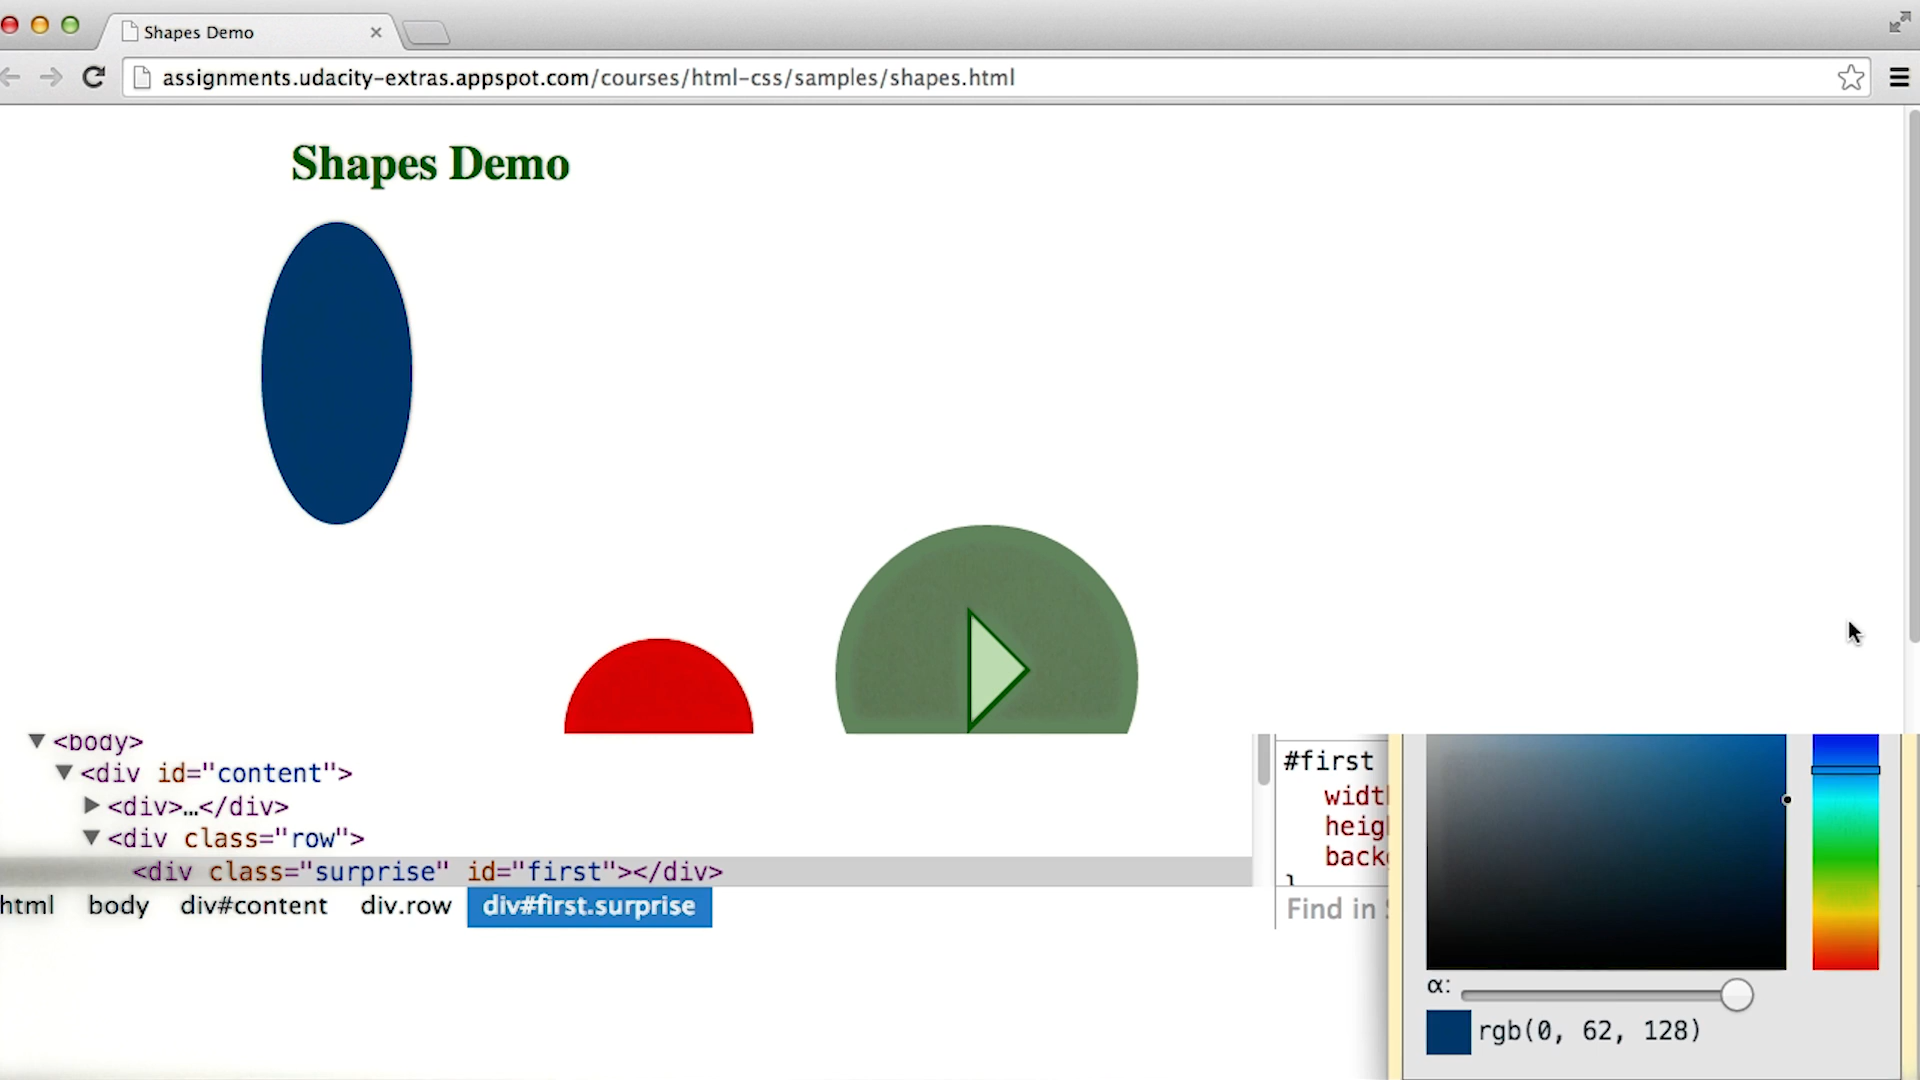 Shapes Demo
assignments.udacity-extras.appspot.com/courses/html-css/samples/shapes.html
Shapes Demo
<body>
<div id="content">
<div>…</div>
<div class="row">
<div class="surprise" id="first"></div>
html body div#content div.row div#first.surprise
#first
Find in
α:
rgb(0, 62, 128)